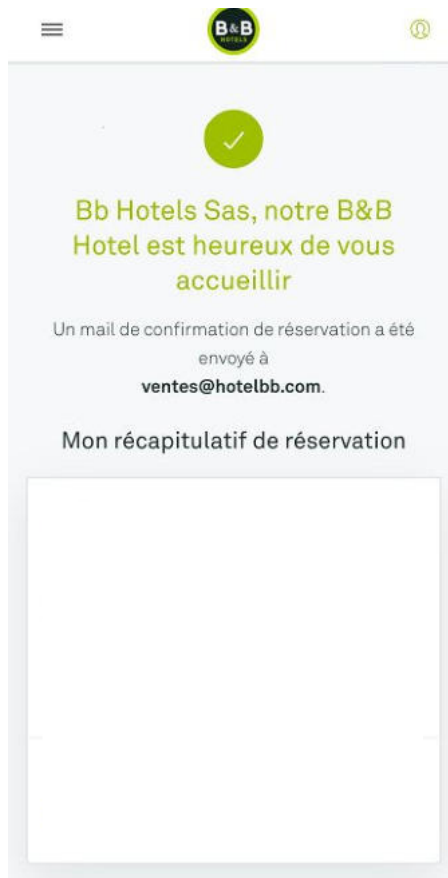 B&B
HOTELS
Bb Hotels Sas, notre B&B
Hotel est heureux de vous
accueillir
Un mail de confirmation de réservation a été
envoyé à
ventes@hotelbb.com.
Mon récapitulatif de réservation